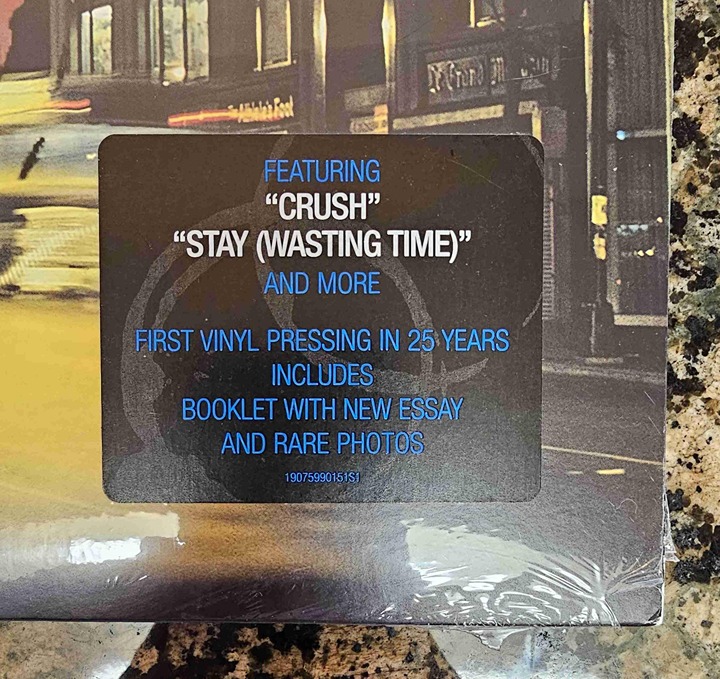 FEATURING
“CRUSH”
“STAY (WASTING TIME)”
AND MORE
FIRST VINYL PRESSING IN 25 YEARS
INCLUDES
BOOKLET WITH NEW ESSAY
AND RARE PHOTOS
19075990151S1